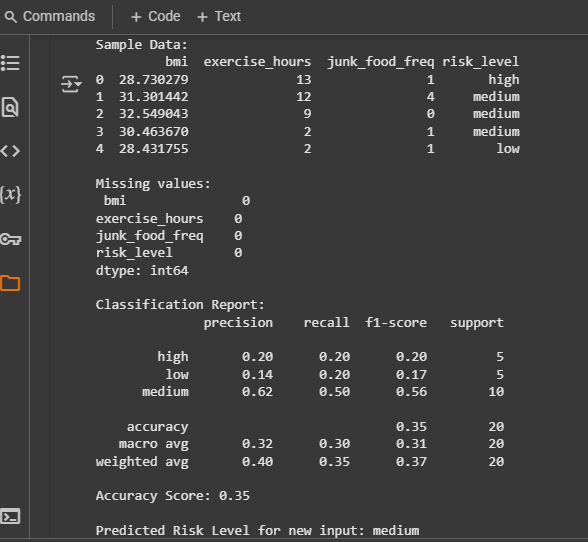 Commands + Code + Text
Sample Data:
bmi exercise_hours junk_food_freq risk_level
0 28.730279 13 1 high
1 31.301442 12 4 medium
2 32.549043 9 0 medium
3 30.463670 2 1 medium
4 28.431755 2 1 low
Missing values:
bmi 0
exercise_hours 0
junk_food_freq 0
risk_level 0
dtype: int64
Classification Report:
precision recall f1-score support
high 0.20 0.20 0.20 5
low 0.14 0.20 0.17 5
medium 0.62 0.50 0.56 10
accuracy 0.35 20
macro avg 0.32 0.30 0.31 20
weighted avg 0.40 0.35 0.37 20
Accuracy Score: 0.35
Predicted Risk Level for new input: medium